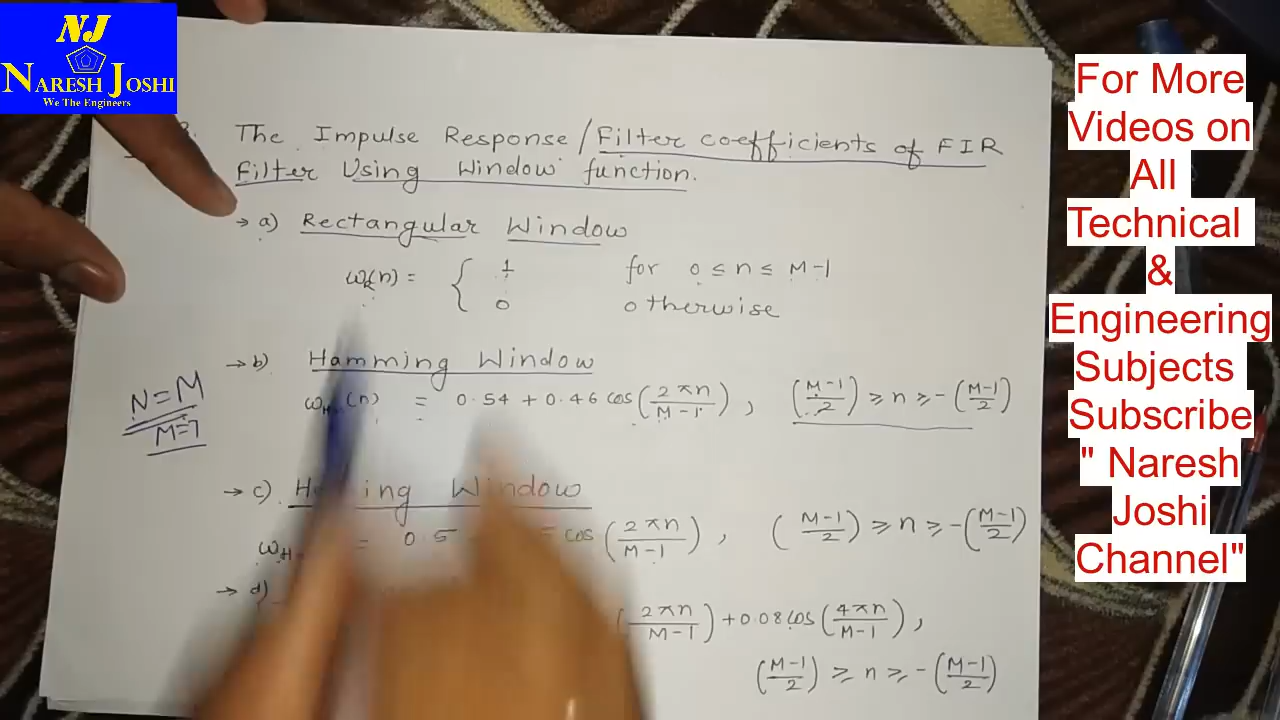 NJ
NARESH JOSHI
We The Engineers
The Impulse Response / Filter coefficients of FIR
Filter Using Window function.
→ a) Rectangular Window
ω_R(n) = { 1 for 0 ≤ n ≤ M-1
0 otherwise
→ b) Hamming Window
(n) = 0.54 + 0.46 cos(2πn/M-1), (M-1/2) ≥ n ≥ -(M-1/2)
N=M
M=7
→ c) Window
= 0.5 cos(2πn/M-1), (M-1/2) ≥ n ≥ -(M-1/2)
→ d)
(2πn/M-1) + 0.08 cos(4πn/M-1),
(M-1/2) ≥ n ≥ -(M-1/2)
For More
Videos on
All
Technical
&
Engineering
Subjects
Subscribe
" Naresh
Joshi
Channel"